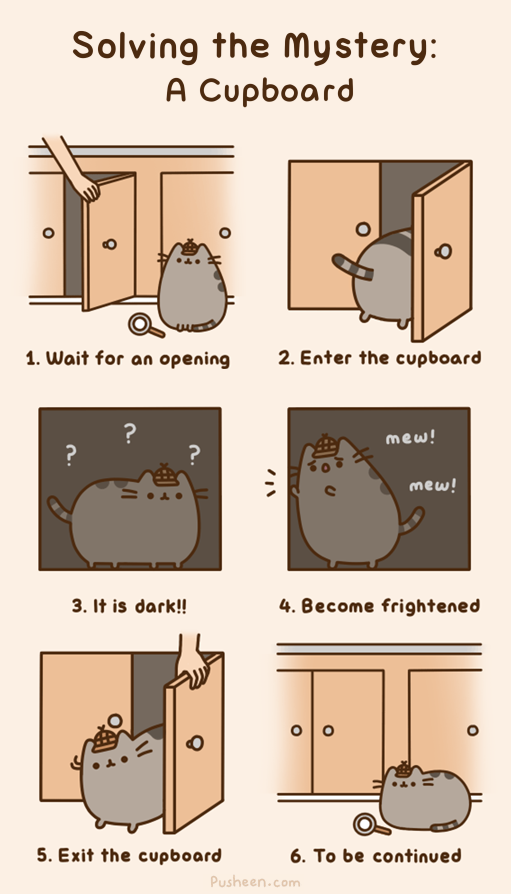 Solving the Mystery:
A Cupboard
1. Wait for an opening
2. Enter the cupboard
?
?
?
mew!
mew!
3. It is dark!!
4. Become frightened
5. Exit the cupboard
6. To be continued
Pusheen.com